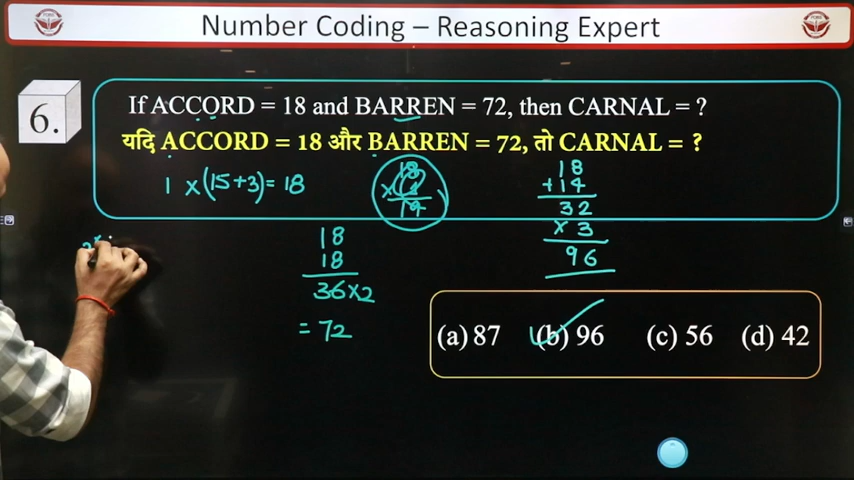 Number Coding – Reasoning Expert
6.
If ACCORD = 18 and BARREN = 72, then CARNAL = ?
यदि ACCORD = 18 और BARREN = 72, तो CARNAL = ?
1 x (15+3) = 18
18
+14
32
x 3
96
18
18
36x2
= 72
(a) 87 (b) 96 (c) 56 (d) 42